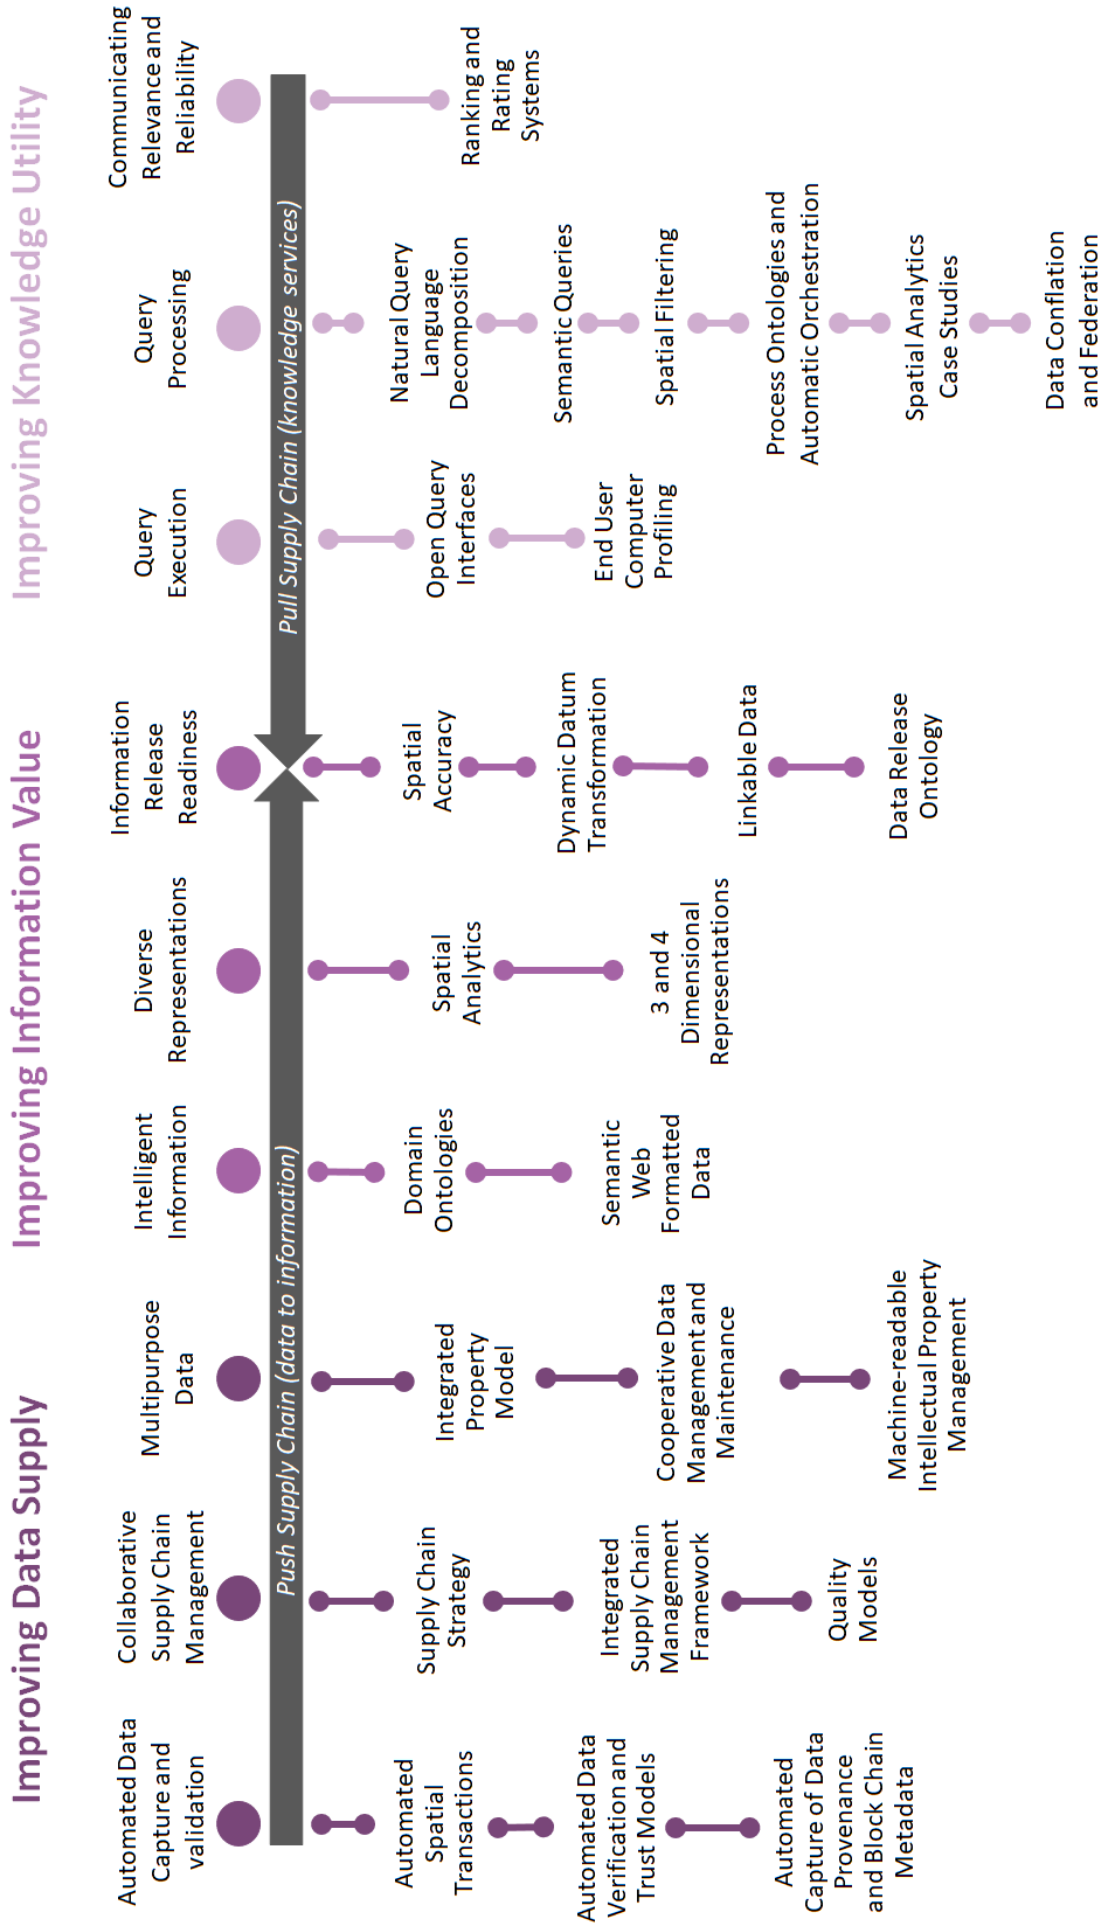 Improving Data Supply
Improving Information Value
Improving Knowledge Utility
Automated Data
Capture and
validation
Collaborative
Supply Chain
Management
Multipurpose
Data
Intelligent
Information
Diverse
Representations
Information
Release
Readiness
Query
Execution
Query
Processing
Communicating
Relevance and
Reliability
Push Supply Chain (data to information)
Pull Supply Chain (knowledge services)
Automated
Spatial
Transactions
Automated Data
Verification and
Trust Models
Automated
Capture of Data
Provenance
and Block Chain
Metadata
Supply Chain
Strategy
Integrated
Supply Chain
Management
Framework
Quality
Models
Integrated
Property
Model
Cooperative Data
Management and
Maintenance
Machine-readable
Intellectual Property
Management
Domain
Ontologies
Semantic
Web
Formatted
Data
Spatial
Analytics
3 and 4
Dimensional
Representations
Spatial
Accuracy
Dynamic Datum
Transformation
Linkable Data
Data Release
Ontology
Open Query
Interfaces
End User
Computer
Profiling
Natural Query
Language
Decomposition
Semantic Queries
Spatial Filtering
Process Ontologies and
Automatic Orchestration
Spatial Analytics
Case Studies
Data Conflation
and Federation
Ranking and
Rating
Systems